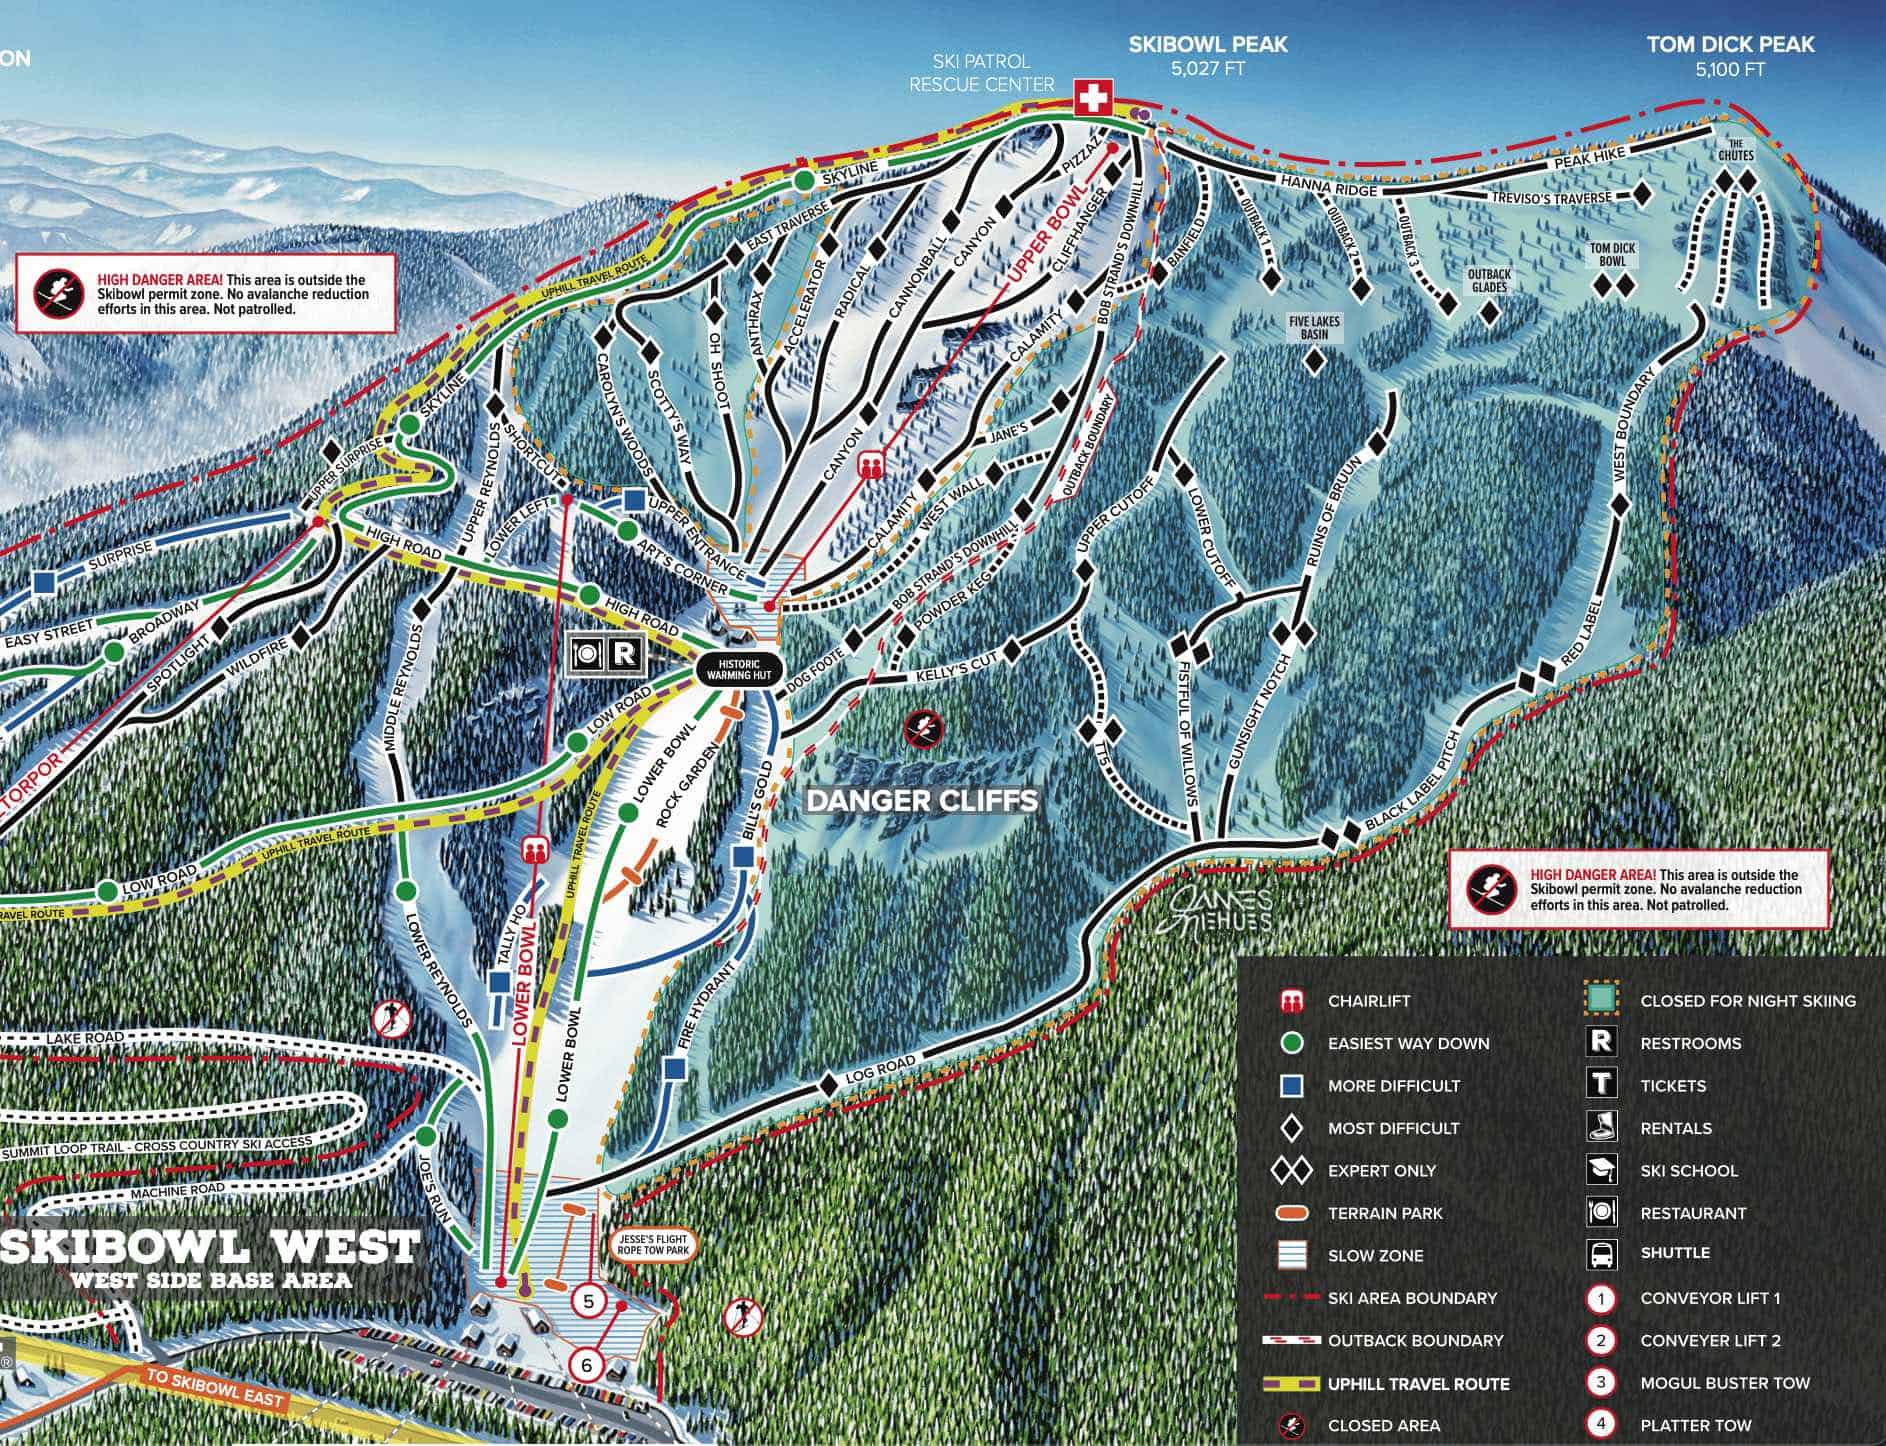 ON
SKI PATROL
RESCUE CENTER
SKIBOWL PEAK
5,027 FT
TOM DICK PEAK
5,100 FT
HIGH DANGER AREA! This area is outside the
Skibowl permit zone. No avalanche reduction
efforts in this area. Not patrolled.
SKYLINE
PIZZAZ
UPPER BOWL
THE
CHUTES
PEAK HIKE
HANNA RIDGE
TREVISO'S TRAVERSE
EAST TRAVERSE
UPHILL TRAVEL ROUTE
ANTHRAX
ACCELERATOR
RADICAL
CANNONBALL
CANYON
CLIFFHANGER
BOB STRAND'S DOWNHILL
BANFIELD
OUTBACK 1
OUTBACK 2
OUTBACK 3
OUTBACK
GLADES
TOM DICK
BOWL
FIVE LAKES
BASIN
CALAMITY
CAROLYN'S WOODS
SCOTTY'S WAY
OH SHOOT
SKYLINE
UPPER SURPRISE
UPPER REYNOLDS
SHORTCUT
CANYON
JANE'S
OUTBACK BOUNDARY
WEST BOUNDARY
LOWER LEFT
UPPER ENTRANCE
ART'S CORNER
CALAMITY
WEST WALL
BOB STRAND'S DOWNHILL
POWDER KEG
UPPER CUTOFF
LOWER CUTOFF
RUINS OF BRUIN
SURPRISE
HIGH ROAD
HIGH ROAD
EASY STREET
BROADWAY
SPOTLIGHT
WILDFIRE
MIDDLE REYNOLDS
R
HISTORIC
WARMING HUT
DOG FOOTE
KELLY'S CUT
RED LABEL
TORPOR
LOW ROAD
LOWER BOWL
ROCK GARDEN
BILL'S GOLD
DANGER CLIFFS
TTS
FISTFUL OF WILLOWS
GUNSIGHT NOTCH
BLACK LABEL PITCH
UPHILL TRAVEL ROUTE
UPHILL TRAVEL ROUTE
LOW ROAD
RAVEL ROUTE
JAMES
NIEHUES
HIGH DANGER AREA! This area is outside the
Skibowl permit zone. No avalanche reduction
efforts in this area. Not patrolled.
LOWER REYNOLDS
TALLY HO
LOWER BOWL
LOWER BOWL
FIRE HYDRANT
LOG ROAD
LAKE ROAD
SUMMIT LOOP TRAIL - CROSS COUNTRY SKI ACCESS
MACHINE ROAD
JOE'S RUN
SKIBOWL WEST
WEST SIDE BASE AREA
JESSE'S FLIGHT
ROPE TOW PARK
5
6
®
TO SKIBOWL EAST
CHAIRLIFT
EASIEST WAY DOWN
MORE DIFFICULT
MOST DIFFICULT
EXPERT ONLY
TERRAIN PARK
SLOW ZONE
SKI AREA BOUNDARY
OUTBACK BOUNDARY
UPHILL TRAVEL ROUTE
CLOSED AREA
CLOSED FOR NIGHT SKIING
R RESTROOMS
T TICKETS
RENTALS
SKI SCHOOL
RESTAURANT
SHUTTLE
1 CONVEYOR LIFT 1
2 CONVEYER LIFT 2
3 MOGUL BUSTER TOW
4 PLATTER TOW